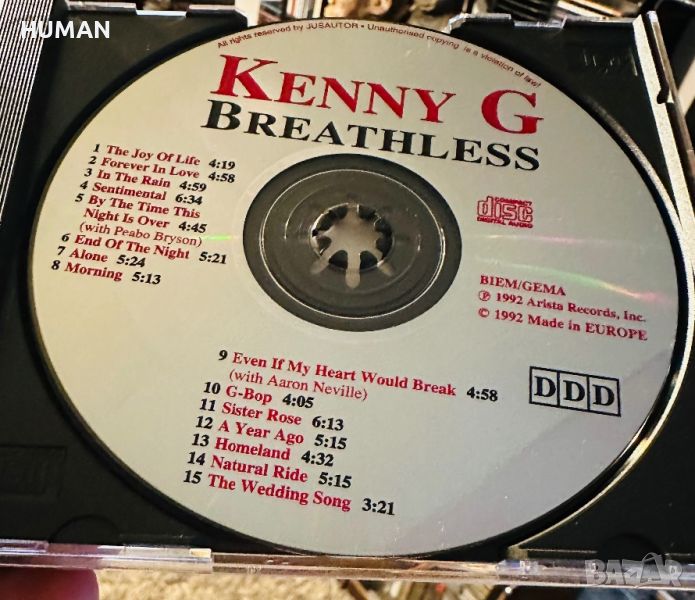 HUMAN
All rights reserved by JUSAUTOR • Unauthorised copying is a violation of law!
KENNY G
BREATHLESS
1 The Joy Of Life 4:19
2 Forever In Love 4:58
3 In The Rain 4:59
4 Sentimental 6:34
5 By The Time This
Night Is Over 4:45
(with Peabo Bryson)
6 End Of The Night 5:21
7 Alone 5:24
8 Morning 5:13
COMPACT
disc
DIGITAL AUDIO
BIEM/GEMA
℗ 1992 Arista Records, Inc.
© 1992 Made in EUROPE
9 Even If My Heart Would Break 4:58
(with Aaron Neville)
10 G-Bop 4:05
11 Sister Rose 6:13
12 A Year Ago 5:15
13 Homeland 4:32
14 Natural Ride 5:15
15 The Wedding Song 3:21
DDD
BAZAR